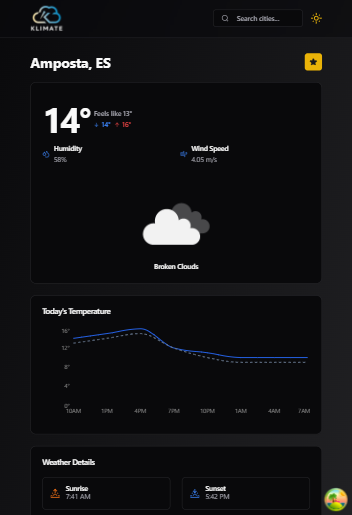 KLIMATE
Search cities...
Amposta, ES
14°
Feels like 13°
↓ 14° ↑ 16°
Humidity
58%
Wind Speed
4.05 m/s
Broken Clouds
Today's Temperature
16°
12°
8°
4°
0°
10AM 1PM 4PM 7PM 10PM 1AM 4AM 7AM
Weather Details
Sunrise
7:41 AM
Sunset
5:42 PM